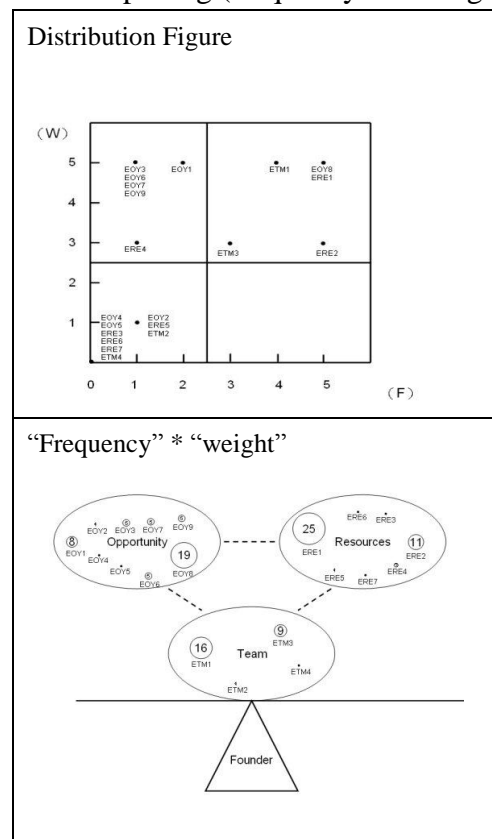 Distribution Figure
(W)
5
EOY3
EOY6
EOY7
EOY9
EOY1
ETM1
EOY8
ERE1
4
3
ERE4
ETM3
ERE2
2
1
EOY4
EOY5
ERE3
ERE6
ERE7
ETM4
EOY2
ERE5
ETM2
0 1 2 3 4 5
(F)
“Frequency” * “weight”
EOY2 EOY3 EOY7 EOY9
8 Opportunity
EOY1
EOY4
19
EOY8
EOY5
EOY6
ERE6 ERE3
25
ERE1
Resources
11
ERE2
ERE5 ERE7 ERE4
16
ETM1
Team
9
ETM3
ETM4
ETM2
Founder